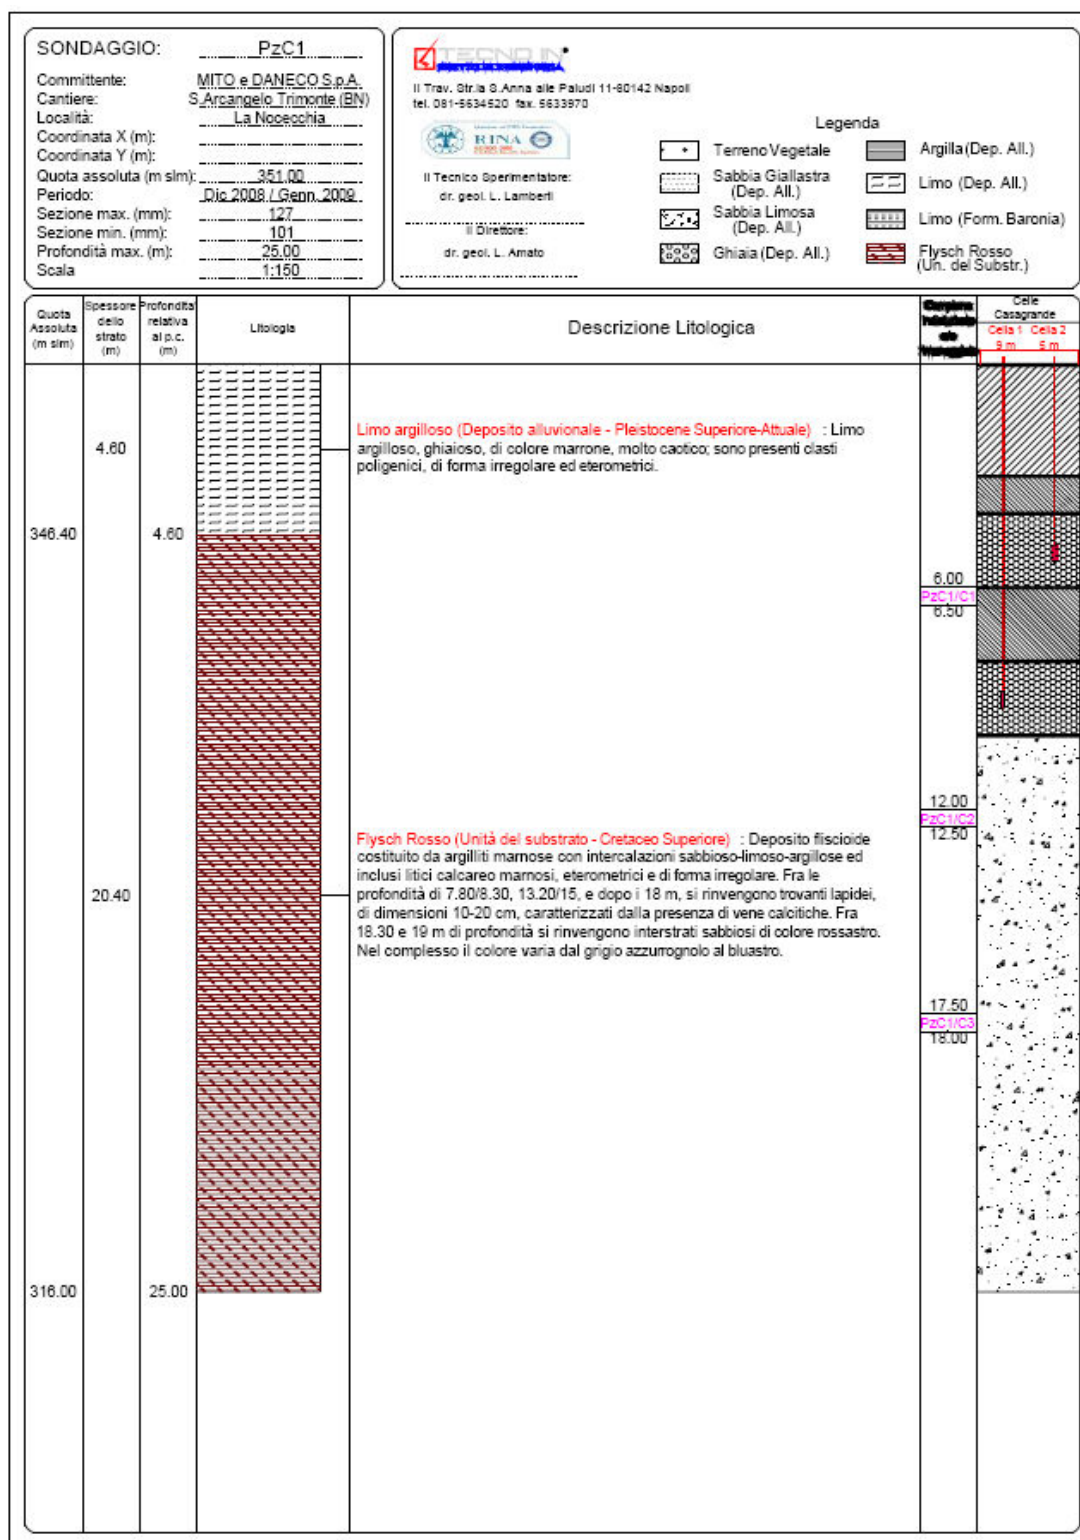 SONDAGGIO: PzC1
Committente: MITO e DANECO S.p.A.
Cantiere: S.Arcangelo Trimonte (BN)
Località: La Nocecchia
Coordinata X (m):
Coordinata Y (m):
Quota assoluta (m slm): 351,00
Periodo: Dic 2008 / Genn. 2009
Sezione max. (mm): 127
Sezione min. (mm): 101
Profondità max. (m): 25.00
Scala 1:150
TECNO IN
II Trav. Str.la S.Anna alle Paludi 11-80142 Napoli
tel. 081-5634520 fax. 5633970
RINA
Il Tecnico Sperimentatore:
dr. geol. L. Lamberti
Il Direttore:
dr. geol. L. Amato
Legenda
Terreno Vegetale
Sabbia Giallastra
(Dep. All.)
Sabbia Limosa
(Dep. All.)
Ghiaia (Dep. All.)
Argilla (Dep. All.)
Limo (Dep. All.)
Limo (Form. Baronia)
Flysch Rosso
(Un. del Substr.)
Quota
Assoluta
(m slm)
Spessore
dello
strato
(m)
Profondità
relativa
al p.c.
(m)
Litologia
Descrizione Litologica
Celle
Casagrande
Cella 1 Cella 2
9 m 5 m
4.60
Limo argilloso (Deposito alluvionale - Pleistocene Superiore-Attuale) : Limo
argilloso, ghiaioso, di colore marrone, molto caotico; sono presenti clasti
poligenici, di forma irregolare ed eterometrici.
346.40 4.60
6.00
PzC1/C1
6.50
12.00
PzC1/C2
12.50
Flysch Rosso (Unità del substrato - Cretaceo Superiore) : Deposito fliscioide
costituito da argilliti marnose con intercalazioni sabbioso-limoso-argillose ed
inclusi litici calcareo marnosi, eterometrici e di forma irregolare. Fra le
profondità di 7.80/8.30, 13.20/15, e dopo i 18 m, si rinvengono trovanti lapidei,
di dimensioni 10-20 cm, caratterizzati dalla presenza di vene calcitiche. Fra
18.30 e 19 m di profondità si rinvengono interstrati sabbiosi di colore rossastro.
Nel complesso il colore varia dal grigio azzurrognolo al bluastro.
20.40
17.50
PzC1/C3
18.00
316.00 25.00